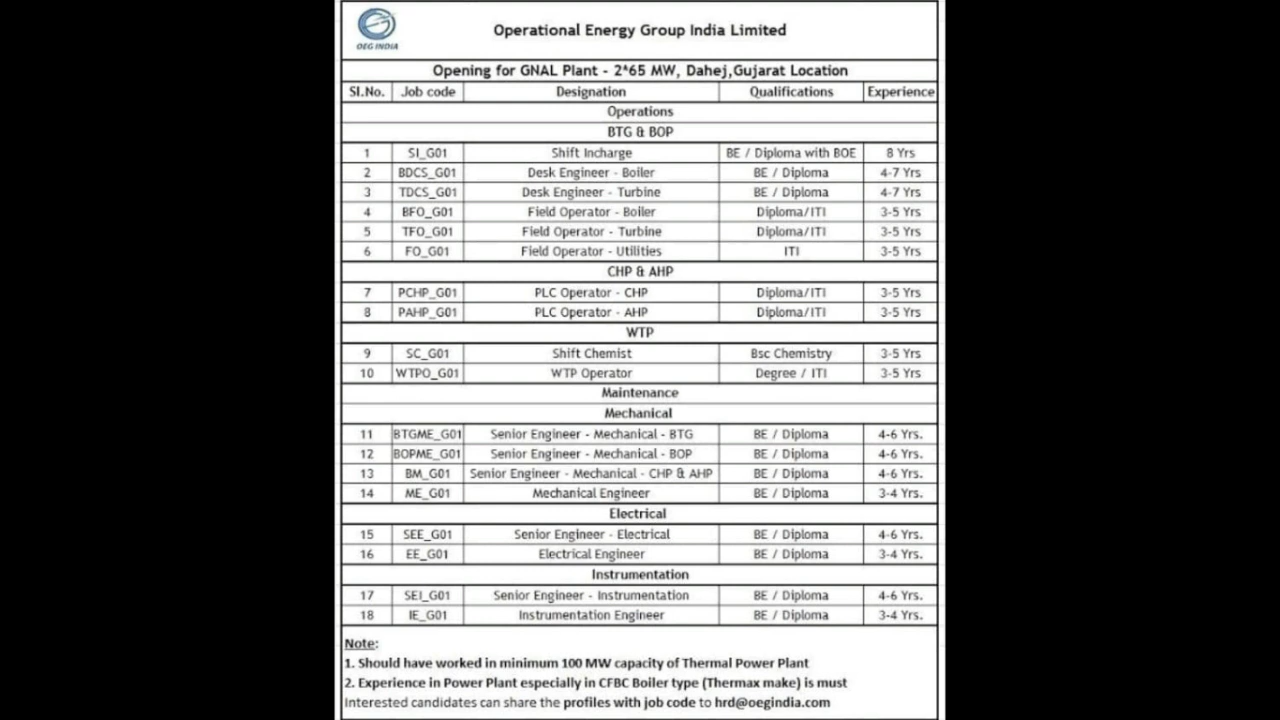 OEG INDIA
Operational Energy Group India Limited
Opening for GNAL Plant - 2*65 MW, Dahej,Gujarat Location
Sl.No. Job code Designation Qualifications Experience
Operations
BTG & BOP
1 SI_G01 Shift Incharge BE / Diploma with BOE 8 Yrs
2 BDCS_G01 Desk Engineer - Boiler BE / Diploma 4-7 Yrs
3 TDCS_G01 Desk Engineer - Turbine BE / Diploma 4-7 Yrs
4 BFO_G01 Field Operator - Boiler Diploma/ITI 3-5 Yrs
5 TFO_G01 Field Operator - Turbine Diploma/ITI 3-5 Yrs
6 FO_G01 Field Operator - Utilities ITI 3-5 Yrs
CHP & AHP
7 PCHP_G01 PLC Operator - CHP Diploma/ITI 3-5 Yrs
8 PAHP_G01 PLC Operator - AHP Diploma/ITI 3-5 Yrs
WTP
9 SC_G01 Shift Chemist Bsc Chemistry 3-5 Yrs
10 WTPO_G01 WTP Operator Degree / ITI 3-5 Yrs
Maintenance
Mechanical
11 BTGME_G01 Senior Engineer - Mechanical - BTG BE / Diploma 4-6 Yrs.
12 BOPME_G01 Senior Engineer - Mechanical - BOP BE / Diploma 4-6 Yrs.
13 BM_G01 Senior Engineer - Mechanical - CHP & AHP BE / Diploma 4-6 Yrs.
14 ME_G01 Mechanical Engineer BE / Diploma 3-4 Yrs.
Electrical
15 SEE_G01 Senior Engineer - Electrical BE / Diploma 4-6 Yrs.
16 EE_G01 Electrical Engineer BE / Diploma 3-4 Yrs.
Instrumentation
17 SEI_G01 Senior Engineer - Instrumentation BE / Diploma 4-6 Yrs.
18 IE_G01 Instrumentation Engineer BE / Diploma 3-4 Yrs.
Note:
1. Should have worked in minimum 100 MW capacity of Thermal Power Plant
2. Experience in Power Plant especially in CFBC Boiler type (Thermax make) is must
Interested candidates can share the profiles with job code to hrd@oegindia.com